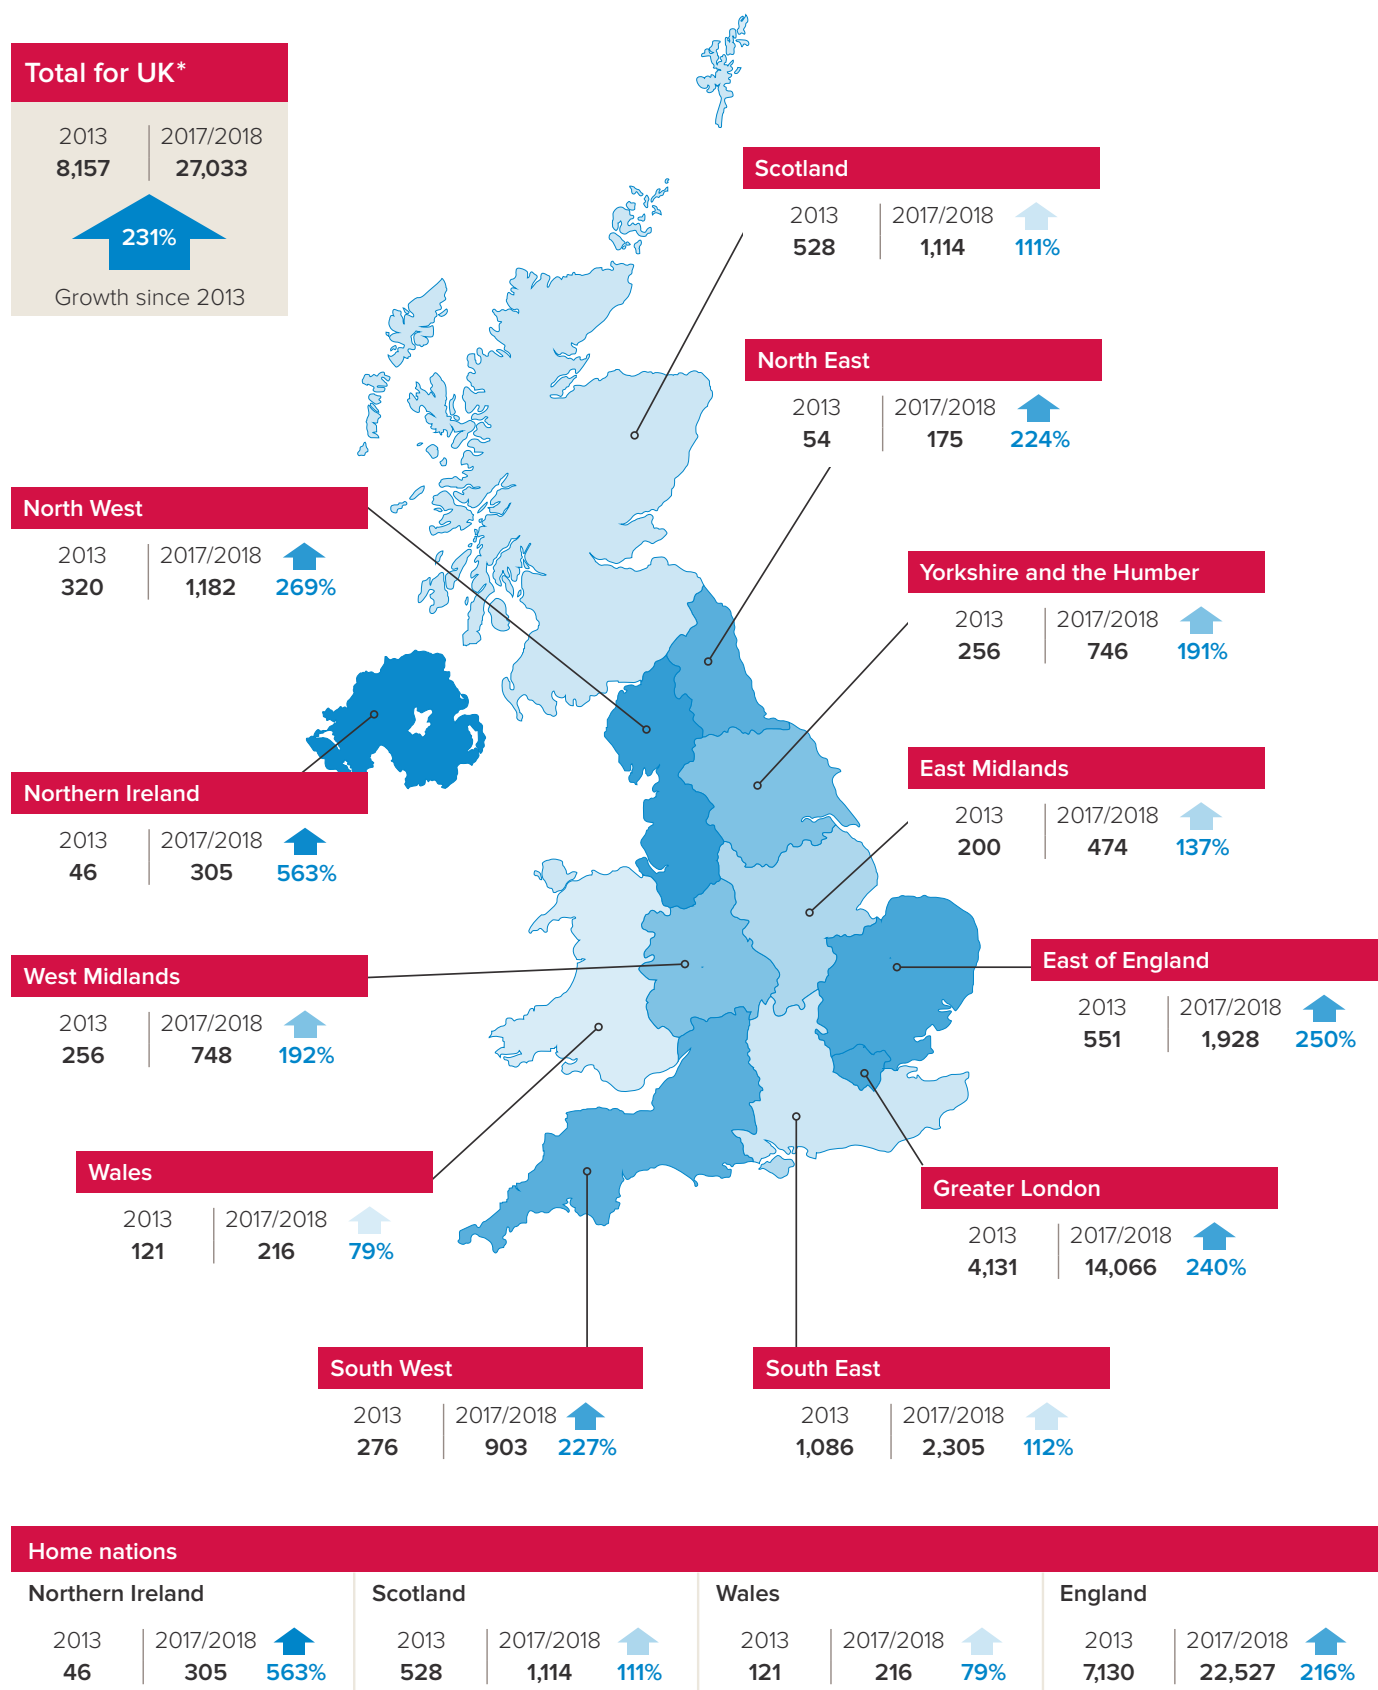 Total for UK*
2013 2017/2018
8,157 27,033
231%
Growth since 2013
Scotland
2013 2017/2018
528 1,114 111%
North East
2013 2017/2018
54 175 224%
North West
2013 2017/2018
320 1,182 269%
Yorkshire and the Humber
2013 2017/2018
256 746 191%
Northern Ireland
2013 2017/2018
46 305 563%
East Midlands
2013 2017/2018
200 474 137%
West Midlands
2013 2017/2018
256 748 192%
East of England
2013 2017/2018
551 1,928 250%
Wales
2013 2017/2018
121 216 79%
Greater London
2013 2017/2018
4,131 14,066 240%
South West
2013 2017/2018
276 903 227%
South East
2013 2017/2018
1,086 2,305 112%
Home nations
Northern Ireland
2013 2017/2018
46 305 563%
Scotland
2013 2017/2018
528 1,114 111%
Wales
2013 2017/2018
121 216 79%
England
2013 2017/2018
7,130 22,527 216%